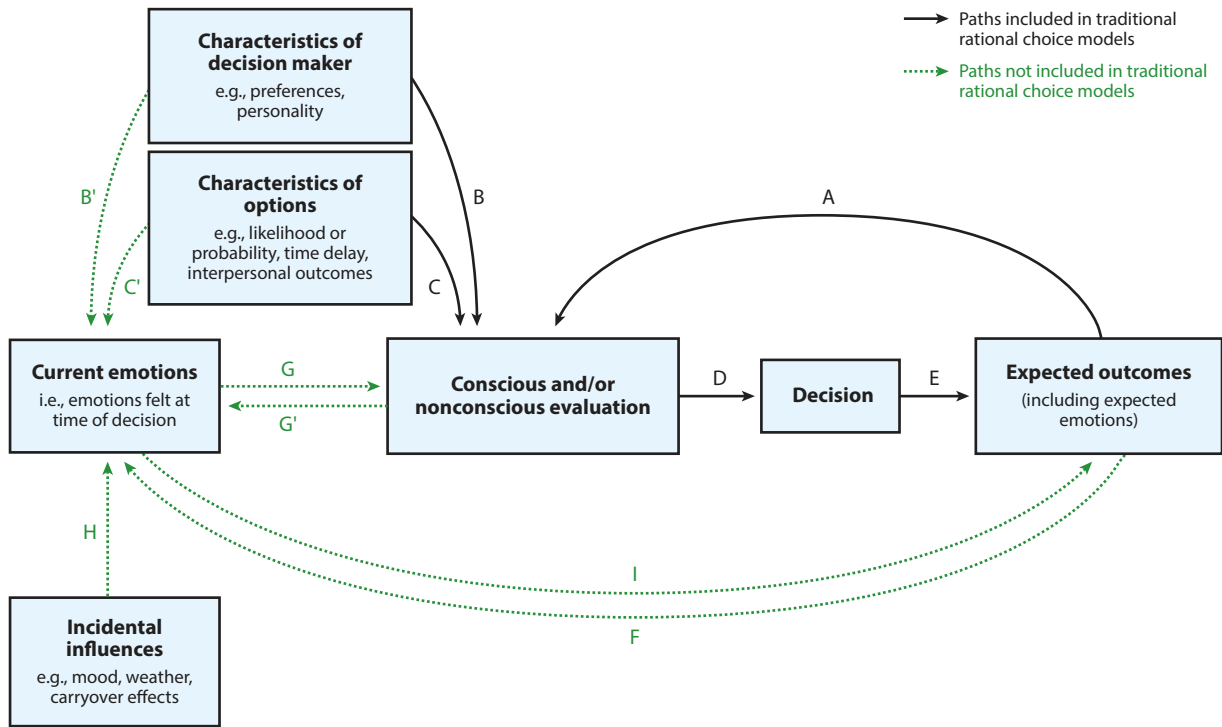 Characteristics of
decision maker
e.g., preferences,
personality
Paths included in traditional
rational choice models
Paths not included in traditional
rational choice models
Characteristics of
options
e.g., likelihood or
probability, time delay,
interpersonal outcomes
B'
B
A
C'
C
Current emotions
i.e., emotions felt at
time of decision
G
G'
Conscious and/or
nonconscious evaluation
D
Decision
E
Expected outcomes
(including expected
emotions)
H
I
F
Incidental
influences
e.g., mood, weather,
carryover effects